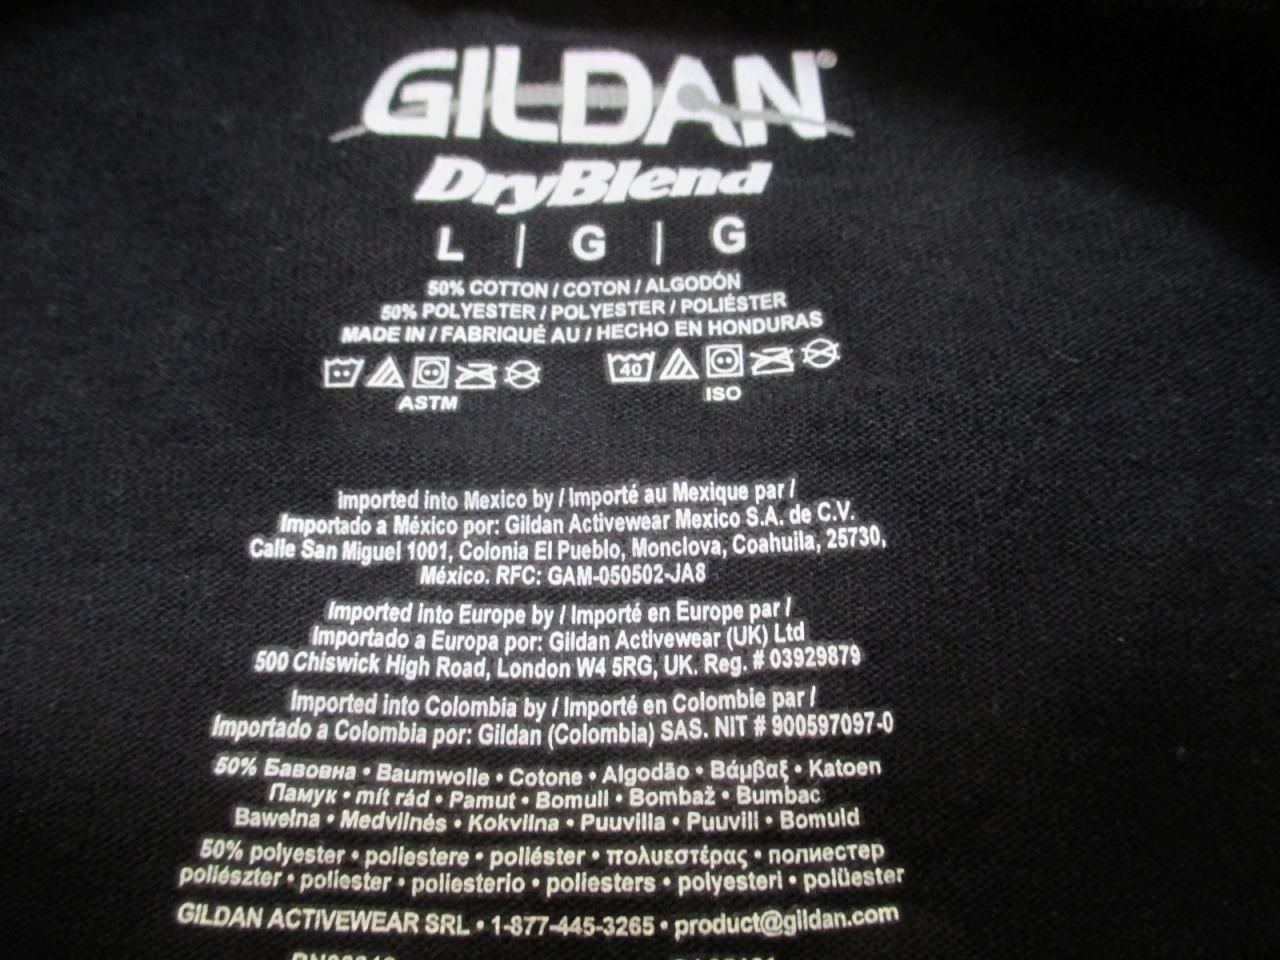 GILDAN®
DryBlend
L | G | G
50% COTTON / COTON / ALGODÓN
50% POLYESTER / POLYESTER / POLIÉSTER
MADE IN / FABRIQUÉ AU / HECHO EN HONDURAS
40
ASTM ISO
Imported into Mexico by / Importé au Mexique par /
Importado a México por: Gildan Activewear Mexico S.A. de C.V.
Calle San Miguel 1001, Colonia El Pueblo, Monclova, Coahuila, 25730,
México. RFC: GAM-050502-JA8
Imported into Europe by / Importé en Europe par /
Importado a Europa por: Gildan Activewear (UK) Ltd
500 Chiswick High Road, London W4 5RG, UK. Reg. # 03929879
Imported into Colombia by / Importé en Colombie par /
Importado a Colombia por: Gildan (Colombia) SAS. NIT # 900597097-0
50% Бавовна • Baumwolle • Cotone • Algodão • Βάμβαξ • Katoen
Памук • mít rád • Pamut • Bomull • Bombaž • Bumbac
Bawełna • Medvilnės • Kokvilna • Puuvilla • Puuvill • Bomuld
50% polyester • poliestere • poliéster • πολυεστέρας • полиестер
poliészter • poliester • poliesterio • poliesters • polyesteri • polüester
GILDAN ACTIVEWEAR SRL • 1-877-445-3265 • product@gildan.com